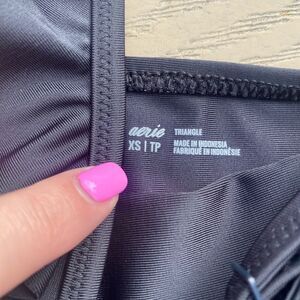 aerie
XS | TP
TRIANGLE
MADE IN INDONESIA
FABRIQUÉ EN INDONÉSIE